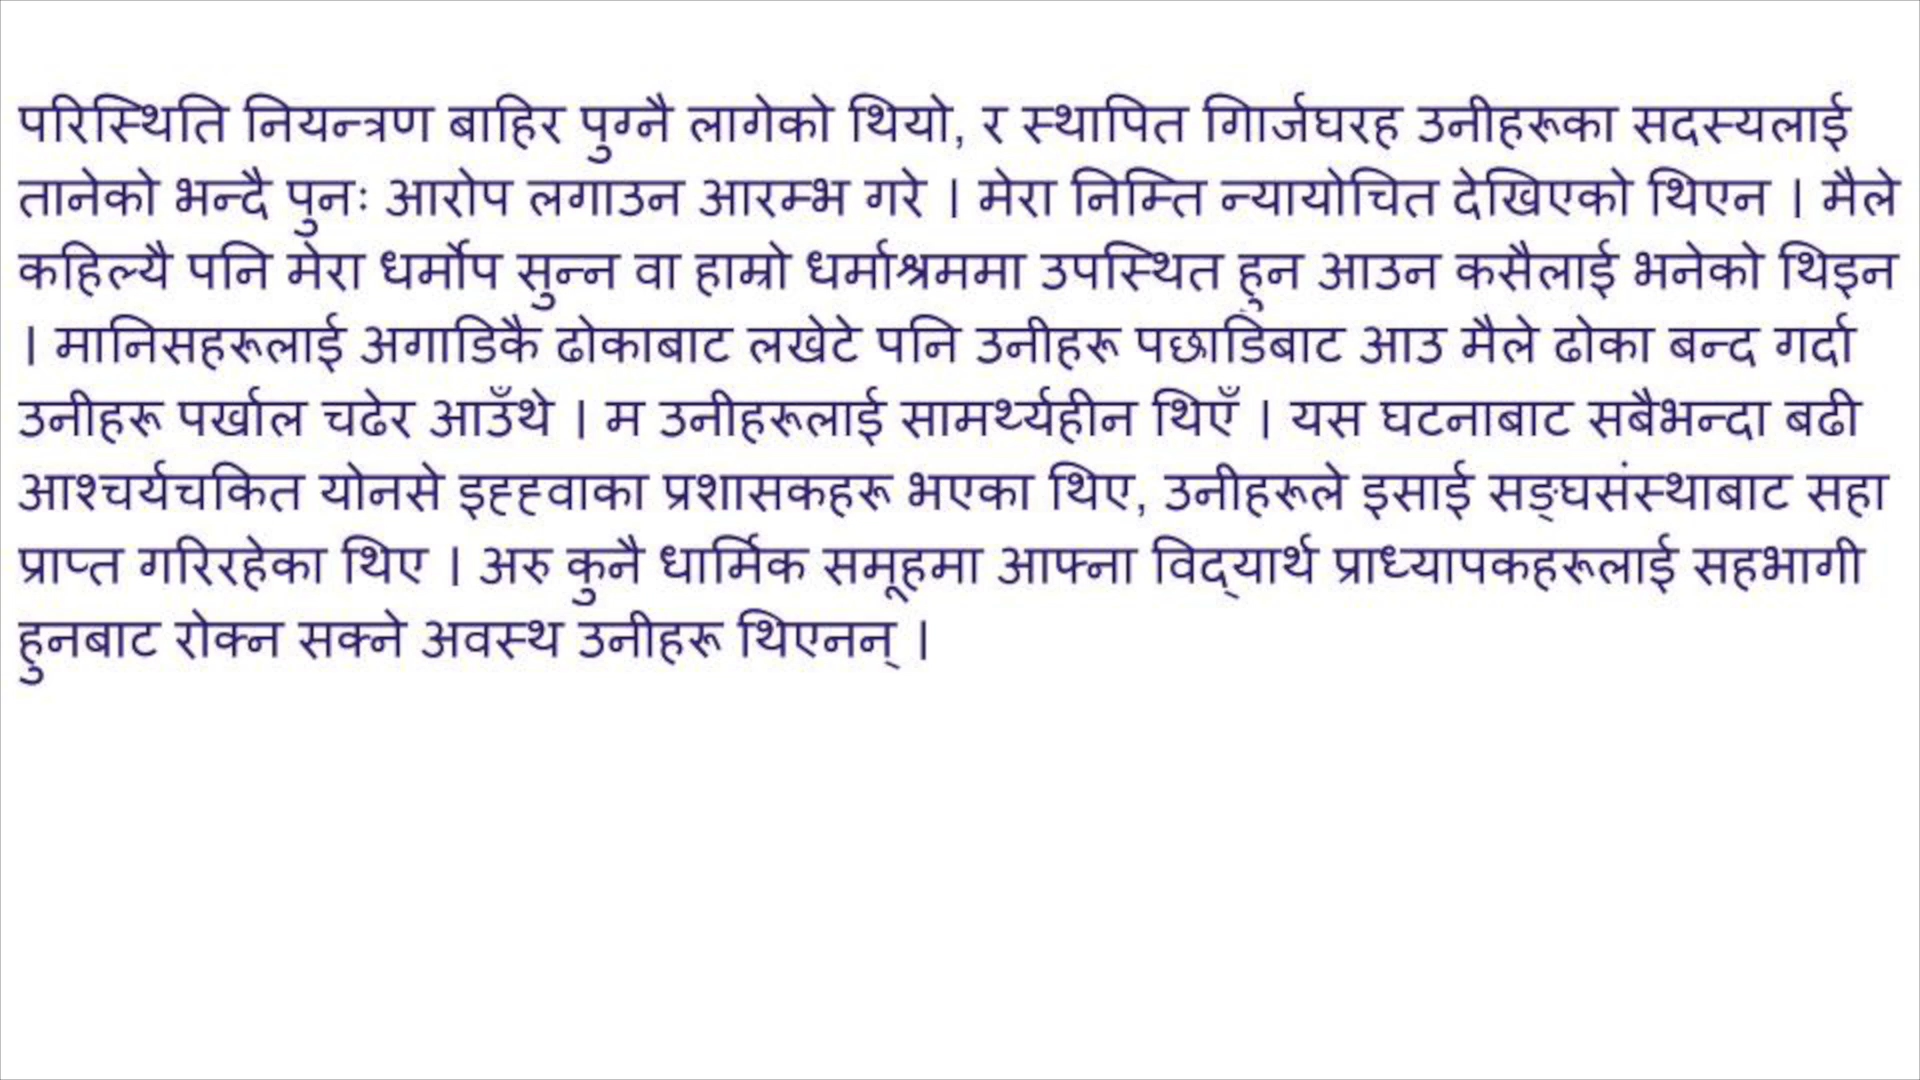 परिस्थिति नियन्त्रण बाहिर पुग्नै लागेको थियो, र स्थापित गिार्जघरह उनीहरूका सदस्यलाई
तानेको भन्दै पुनः आरोप लगाउन आरम्भ गरे । मेरा निम्ति न्यायोचित देखिएको थिएन । मैले
कहिल्यै पनि मेरा धर्मोप सुन्न वा हाम्रो धर्माश्रममा उपस्थित हुन आउन कसैलाई भनेको थिइन
। मानिसहरूलाई अगाडिकै ढोकाबाट लखेटे पनि उनीहरू पछाडिबाट आउ मैले ढोका बन्द गर्दा
उनीहरू पर्खाल चढेर आउँथे । म उनीहरूलाई सामर्थ्यहीन थिएँ । यस घटनाबाट सबैभन्दा बढी
आश्चर्यचकित योनसे इह्ह्वाका प्रशासकहरू भएका थिए, उनीहरूले इसाई सङ्घसंस्थाबाट सहा
प्राप्त गरिरहेका थिए । अरु कुनै धार्मिक समूहमा आफ्ना विद्यार्थ प्राध्यापकहरूलाई सहभागी
हुनबाट रोक्न सक्ने अवस्थ उनीहरू थिएनन् ।